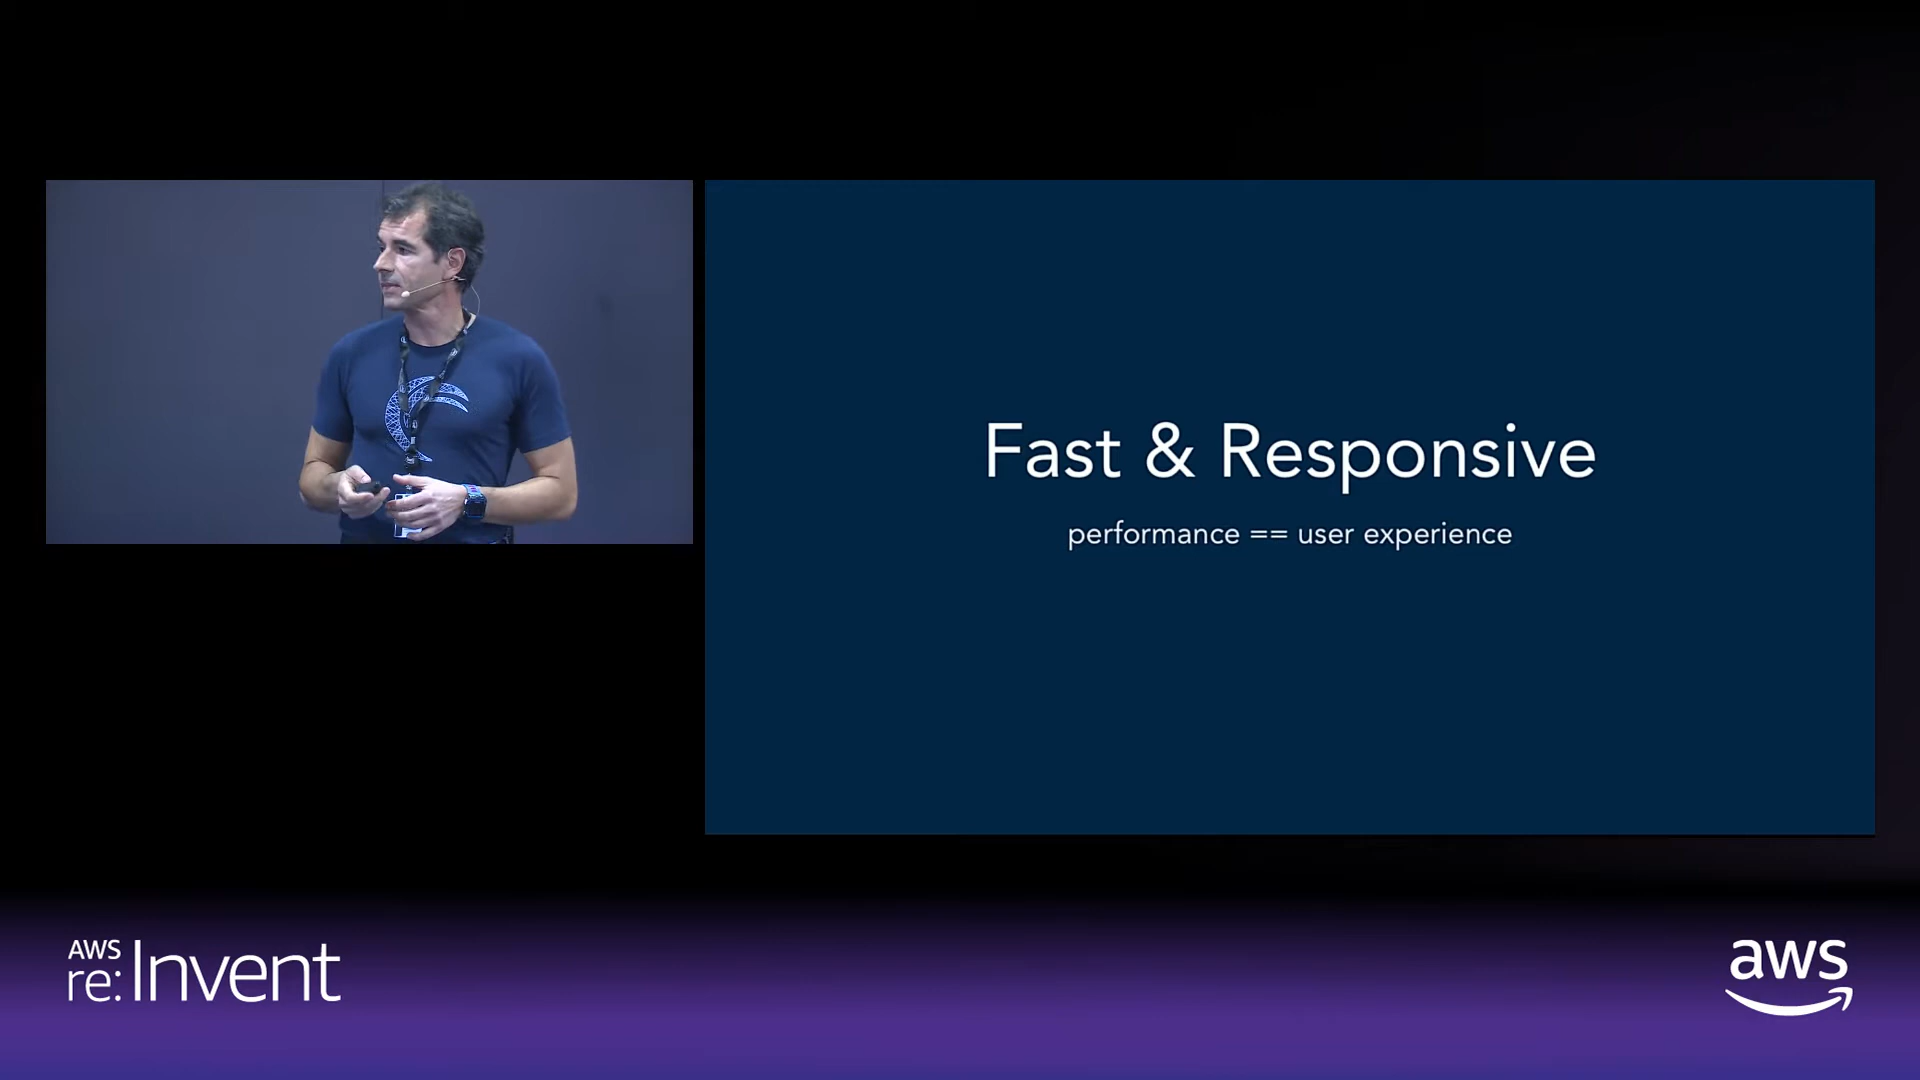 Fast & Responsive
performance == user experience
AWS
re:Invent
aws